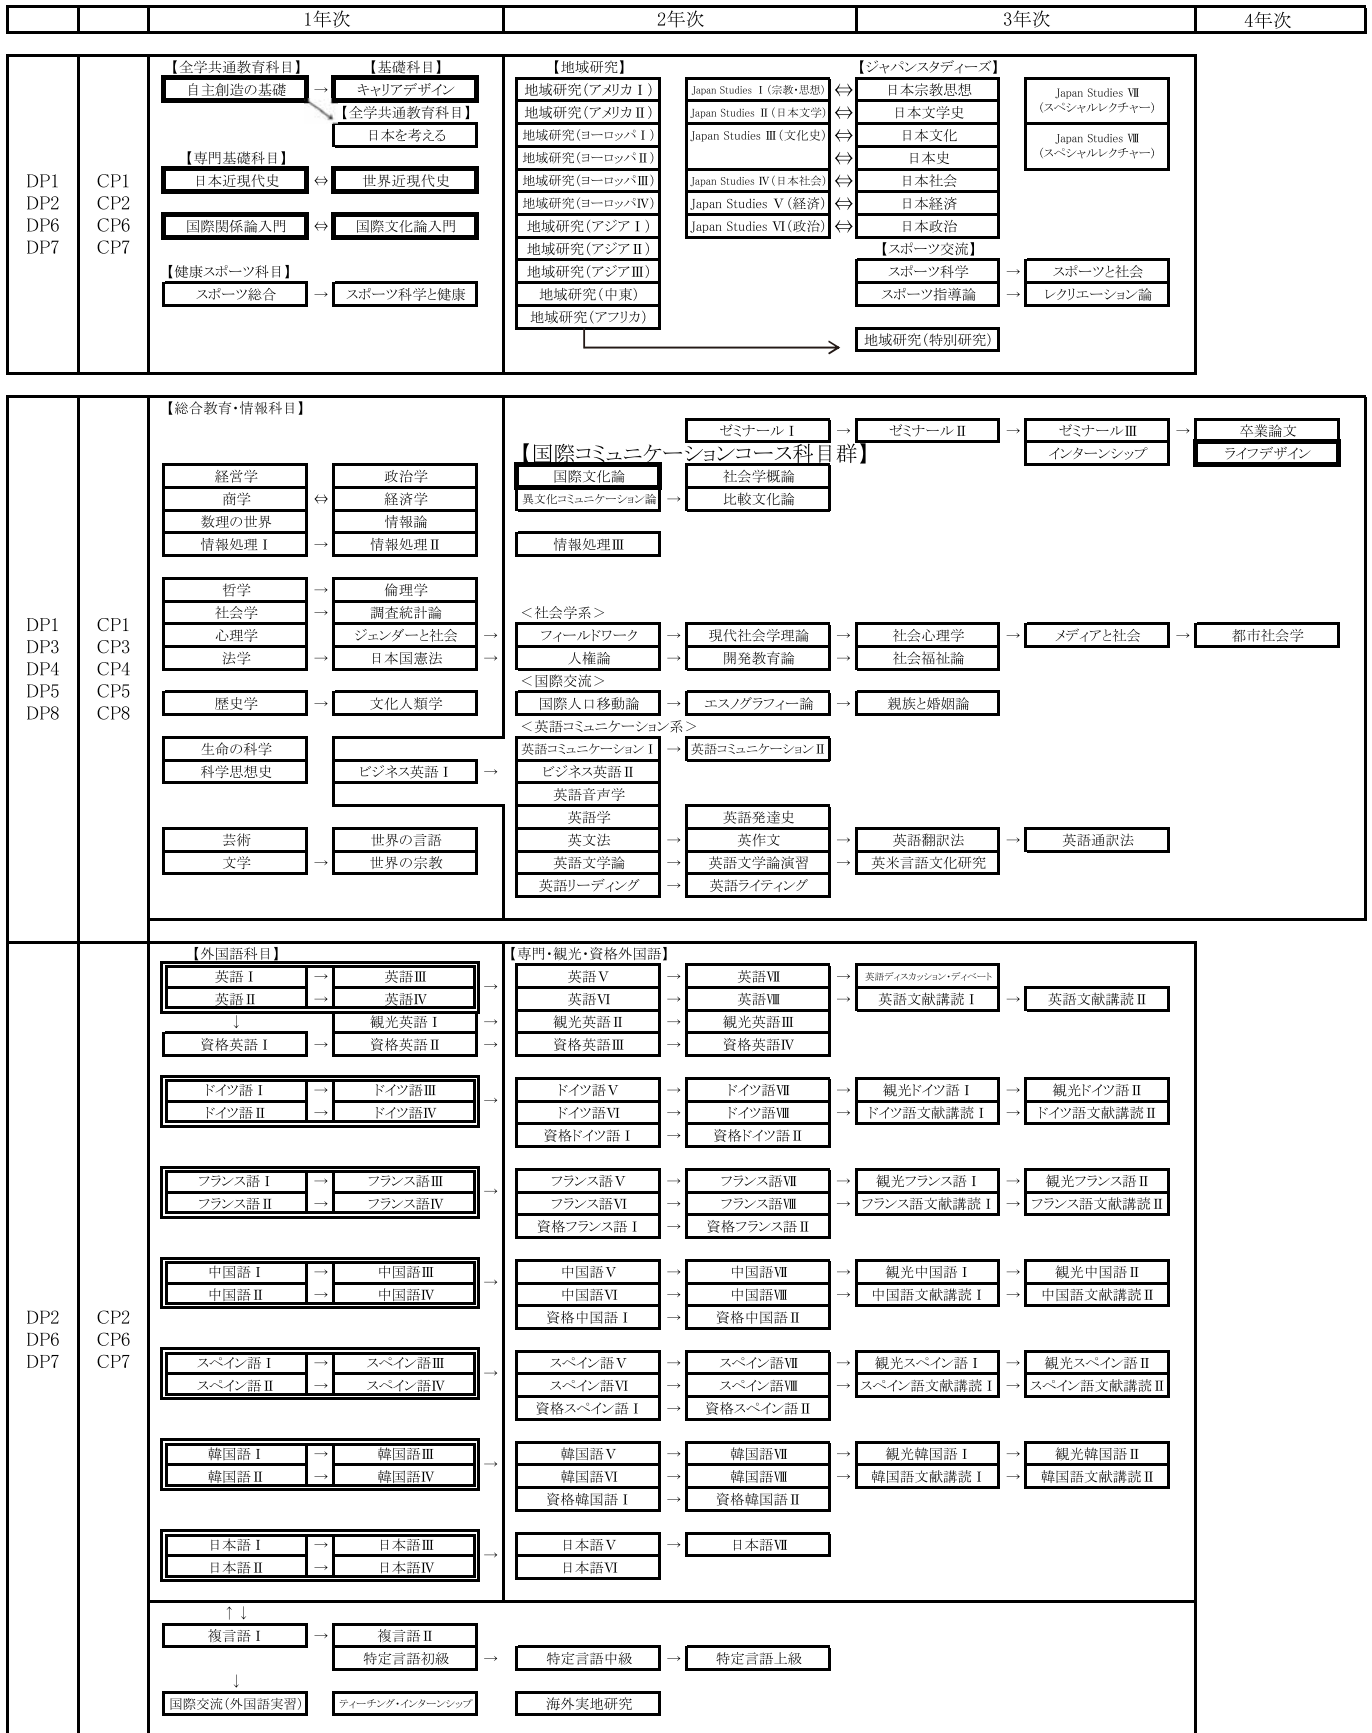 1年次 2年次 3年次 4年次
【全学共通教育科目】 【基礎科目】 【地域研究】 【ジャパンスタディーズ】
自主創造の基礎 → キャリアデザイン 地域研究(アメリカⅠ) Japan Studies Ⅰ(宗教・思想) ⇔ 日本宗教思想 Japan Studies Ⅶ
(スペシャルレクチャー)
【全学共通教育科目】 地域研究(アメリカⅡ) Japan Studies Ⅱ(日本文学) ⇔ 日本文学史
日本を考える 地域研究(ヨーロッパⅠ) Japan Studies Ⅲ(文化史) ⇔ 日本文化 Japan Studies Ⅷ
(スペシャルレクチャー)
【専門基礎科目】 地域研究(ヨーロッパⅡ) ⇔ 日本史
DP1 CP1 日本近現代史 ⇔ 世界近現代史 地域研究(ヨーロッパⅢ) Japan Studies Ⅳ(日本社会) ⇔ 日本社会
DP2 CP2 地域研究(ヨーロッパⅣ) Japan Studies Ⅴ(経済) ⇔ 日本経済
DP6 CP6 国際関係論入門 ⇔ 国際文化論入門 地域研究(アジアⅠ) Japan Studies Ⅵ(政治) ⇔ 日本政治
DP7 CP7 地域研究(アジアⅡ) 【スポーツ交流】
【健康スポーツ科目】 地域研究(アジアⅢ) スポーツ科学 → スポーツと社会
スポーツ総合 → スポーツ科学と健康 地域研究(中東) スポーツ指導論 → レクリエーション論
地域研究(アフリカ)
地域研究(特別研究)
【総合教育・情報科目】
ゼミナールⅠ → ゼミナールⅡ → ゼミナールⅢ → 卒業論文
【国際コミュニケーションコース科目群】 インターンシップ ライフデザイン
経営学 政治学 国際文化論 社会学概論
商学 ⇔ 経済学 異文化コミュニケーション論 → 比較文化論
数理の世界 情報論
情報処理Ⅰ → 情報処理Ⅱ 情報処理Ⅲ
哲学 → 倫理学
社会学 → 調査統計論 <社会学系>
DP1 CP1 心理学 ジェンダーと社会 → フィールドワーク → 現代社会学理論 → 社会心理学 → メディアと社会 → 都市社会学
DP3 CP3 法学 → 日本国憲法 → 人権論 → 開発教育論 → 社会福祉論
DP4 CP4 <国際交流>
DP5 CP5 歴史学 → 文化人類学 国際人口移動論 → エスノグラフィー論 → 親族と婚姻論
DP8 CP8 <英語コミュニケーション系>
生命の科学 英語コミュニケーションⅠ → 英語コミュニケーションⅡ
科学思想史 ビジネス英語Ⅰ → ビジネス英語Ⅱ
英語音声学
英語学 英語発達史
芸術 世界の言語 英文法 → 英作文 → 英語翻訳法 → 英語通訳法
文学 → 世界の宗教 英語文学論 → 英語文学論演習 → 英米言語文化研究
英語リーディング → 英語ライティング
【外国語科目】 【専門・観光・資格外国語】
英語Ⅰ → 英語Ⅲ → 英語Ⅴ → 英語Ⅶ → 英語ディスカッション・ディベート
英語Ⅱ → 英語Ⅳ 英語Ⅵ → 英語Ⅷ → 英語文献講読Ⅰ → 英語文献講読Ⅱ
↓ 観光英語Ⅰ → 観光英語Ⅱ → 観光英語Ⅲ
資格英語Ⅰ → 資格英語Ⅱ → 資格英語Ⅲ → 資格英語Ⅳ
ドイツ語Ⅰ → ドイツ語Ⅲ → ドイツ語Ⅴ → ドイツ語Ⅶ → 観光ドイツ語Ⅰ → 観光ドイツ語Ⅱ
ドイツ語Ⅱ → ドイツ語Ⅳ ドイツ語Ⅵ → ドイツ語Ⅷ → ドイツ語文献講読Ⅰ → ドイツ語文献講読Ⅱ
資格ドイツ語Ⅰ → 資格ドイツ語Ⅱ
フランス語Ⅰ → フランス語Ⅲ → フランス語Ⅴ → フランス語Ⅶ → 観光フランス語Ⅰ → 観光フランス語Ⅱ
フランス語Ⅱ → フランス語Ⅳ フランス語Ⅵ → フランス語Ⅷ → フランス語文献講読Ⅰ → フランス語文献講読Ⅱ
資格フランス語Ⅰ → 資格フランス語Ⅱ
中国語Ⅰ → 中国語Ⅲ → 中国語Ⅴ → 中国語Ⅶ → 観光中国語Ⅰ → 観光中国語Ⅱ
中国語Ⅱ → 中国語Ⅳ 中国語Ⅵ → 中国語Ⅷ → 中国語文献講読Ⅰ → 中国語文献講読Ⅱ
DP2 CP2 資格中国語Ⅰ → 資格中国語Ⅱ
DP6 CP6
DP7 CP7 スペイン語Ⅰ → スペイン語Ⅲ → スペイン語Ⅴ → スペイン語Ⅶ → 観光スペイン語Ⅰ → 観光スペイン語Ⅱ
スペイン語Ⅱ → スペイン語Ⅳ スペイン語Ⅵ → スペイン語Ⅷ → スペイン語文献講読Ⅰ → スペイン語文献講読Ⅱ
資格スペイン語Ⅰ → 資格スペイン語Ⅱ
韓国語Ⅰ → 韓国語Ⅲ → 韓国語Ⅴ → 韓国語Ⅶ → 観光韓国語Ⅰ → 観光韓国語Ⅱ
韓国語Ⅱ → 韓国語Ⅳ 韓国語Ⅵ → 韓国語Ⅷ → 韓国語文献講読Ⅰ → 韓国語文献講読Ⅱ
資格韓国語Ⅰ → 資格韓国語Ⅱ
日本語Ⅰ → 日本語Ⅲ → 日本語Ⅴ → 日本語Ⅶ
日本語Ⅱ → 日本語Ⅳ 日本語Ⅵ
↑↓
複言語Ⅰ → 複言語Ⅱ
特定言語初級 → 特定言語中級 → 特定言語上級
↓
国際交流(外国語実習) ティーチング・インターンシップ 海外実地研究